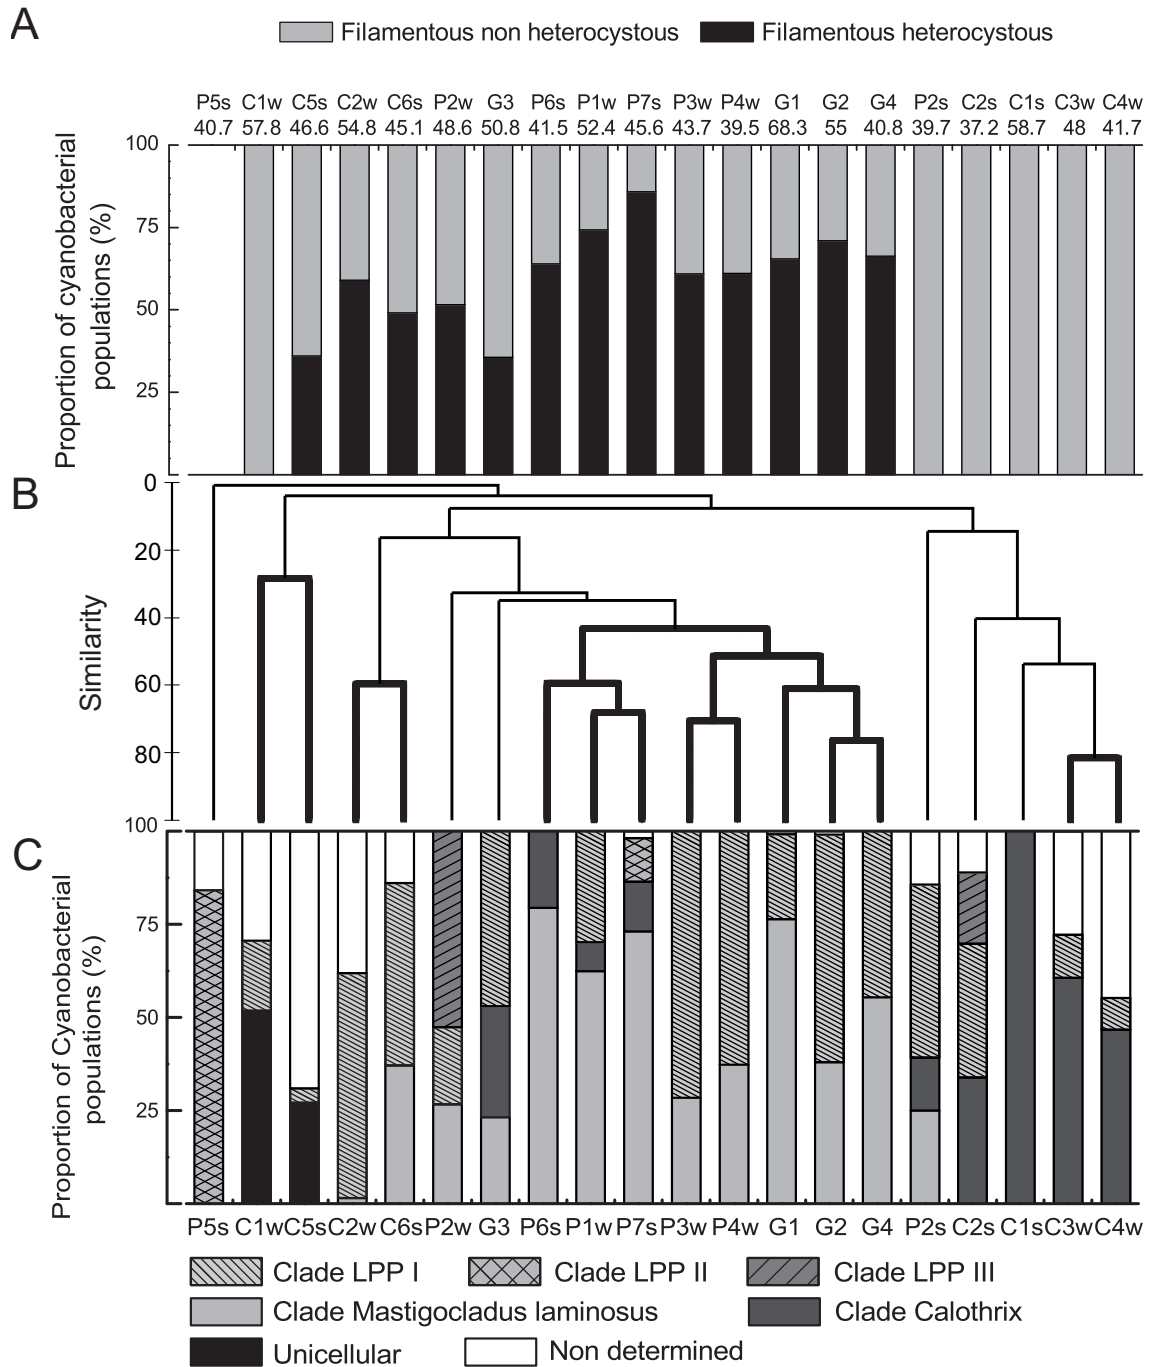 A
Filamentous non heterocystous Filamentous heterocystous
P5s C1w C5s C2w C6s P2w G3 P6s P1w P7s P3w P4w G1 G2 G4 P2s C2s C1s C3w C4w
40.7 57.8 46.6 54.8 45.1 48.6 50.8 41.5 52.4 45.6 43.7 39.5 68.3 55 40.8 39.7 37.2 58.7 48 41.7
Proportion of cyanobacterial
populations (%)
100
75
50
25
B
Similarity
0
20
40
60
80
100
C
Proportion of Cyanobacterial
populations (%)
75
50
25
P5s C1w C5s C2w C6s P2w G3 P6s P1w P7s P3w P4w G1 G2 G4 P2s C2s C1s C3w C4w
Clade LPP I Clade LPP II Clade LPP III
Clade Mastigocladus laminosus Clade Calothrix
Unicellular Non determined